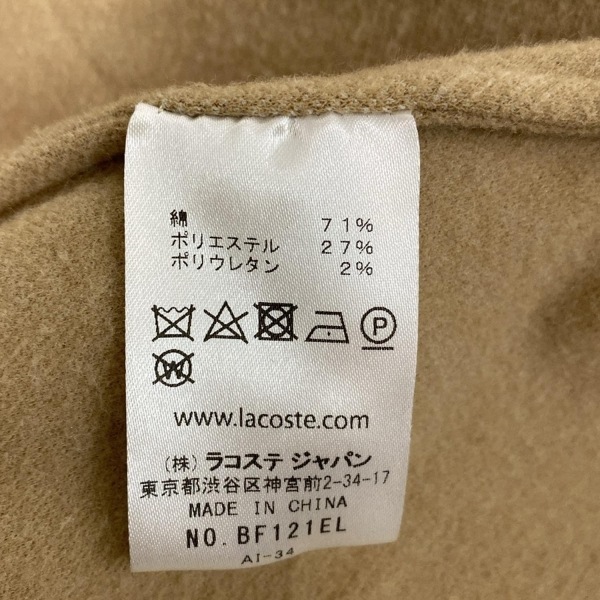 綿 71%
ポリエステル 27%
ポリウレタン 2%
P
W
www.lacoste.com
(株) ラコステ ジャパン
東京都渋谷区神宮前2-34-17
MADE IN CHINA
NO. BF121EL
AI-34